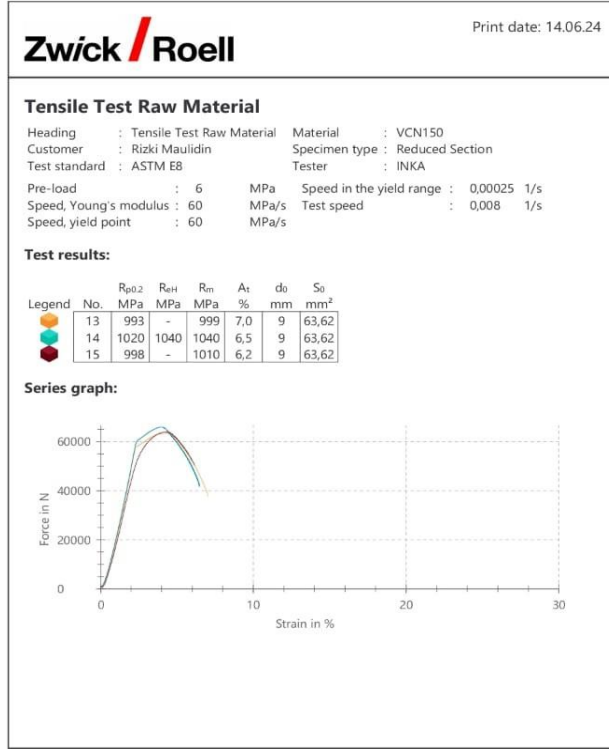 Zwick / Roell
Print date: 14.06.24
Tensile Test Raw Material
Heading : Tensile Test Raw Material Material : VCN150
Customer : Rizki Maulidin Specimen type : Reduced Section
Test standard : ASTM E8 Tester : INKA
Pre-load : 6 MPa Speed in the yield range : 0,00025 1/s
Speed, Young's modulus : 60 MPa/s Test speed : 0,008 1/s
Speed, yield point : 60 MPa/s
Test results:
Rp0.2 ReH Rm At d0 S0
Legend No. MPa MPa MPa % mm mm²
13 993 - 999 7,0 9 63,62
14 1020 1040 1040 6,5 9 63,62
15 998 - 1010 6,2 9 63,62
Series graph:
60000
40000
20000
0
Force in N
0 10 20 30
Strain in %